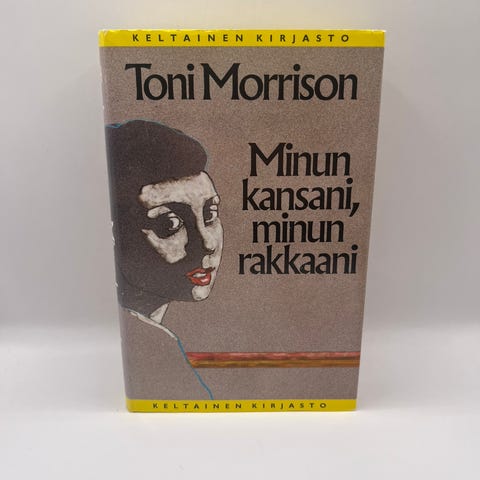 KELTAINEN KIRJASTO
Toni Morrison
Minun
kansani,
minun
rakkaani
KELTAINEN KIRJASTO